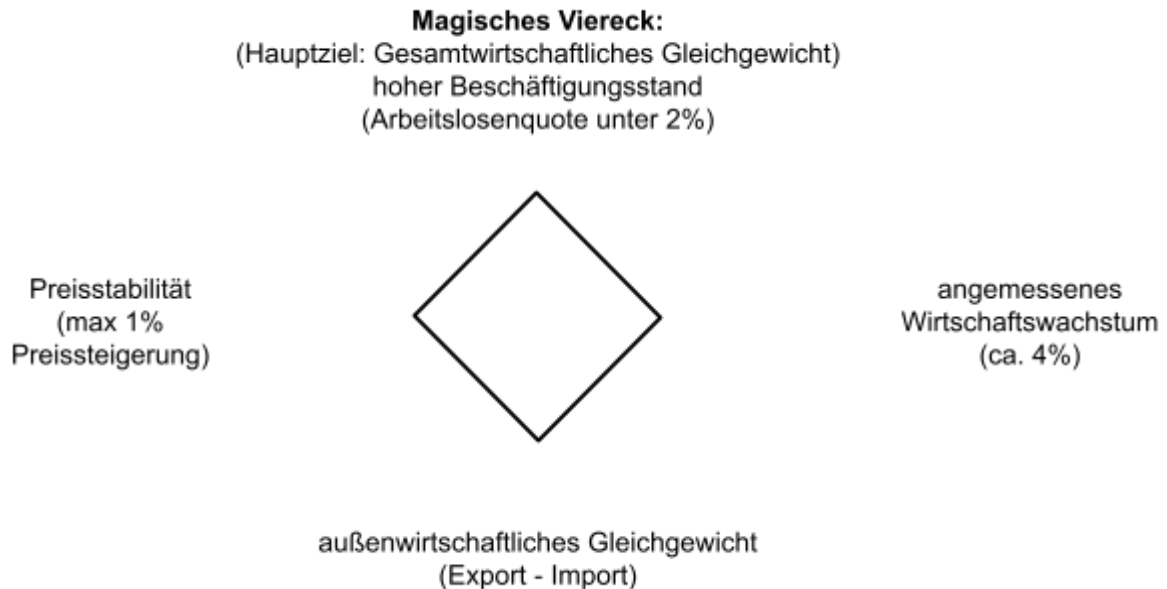 Magisches Viereck:
(Hauptziel: Gesamtwirtschaftliches Gleichgewicht)
hoher Beschäftigungsstand
(Arbeitslosenquote unter 2%)
Preisstabilität
(max 1%
Preissteigerung)
angemessenes
Wirtschaftswachstum
(ca. 4%)
außenwirtschaftliches Gleichgewicht
(Export - Import)